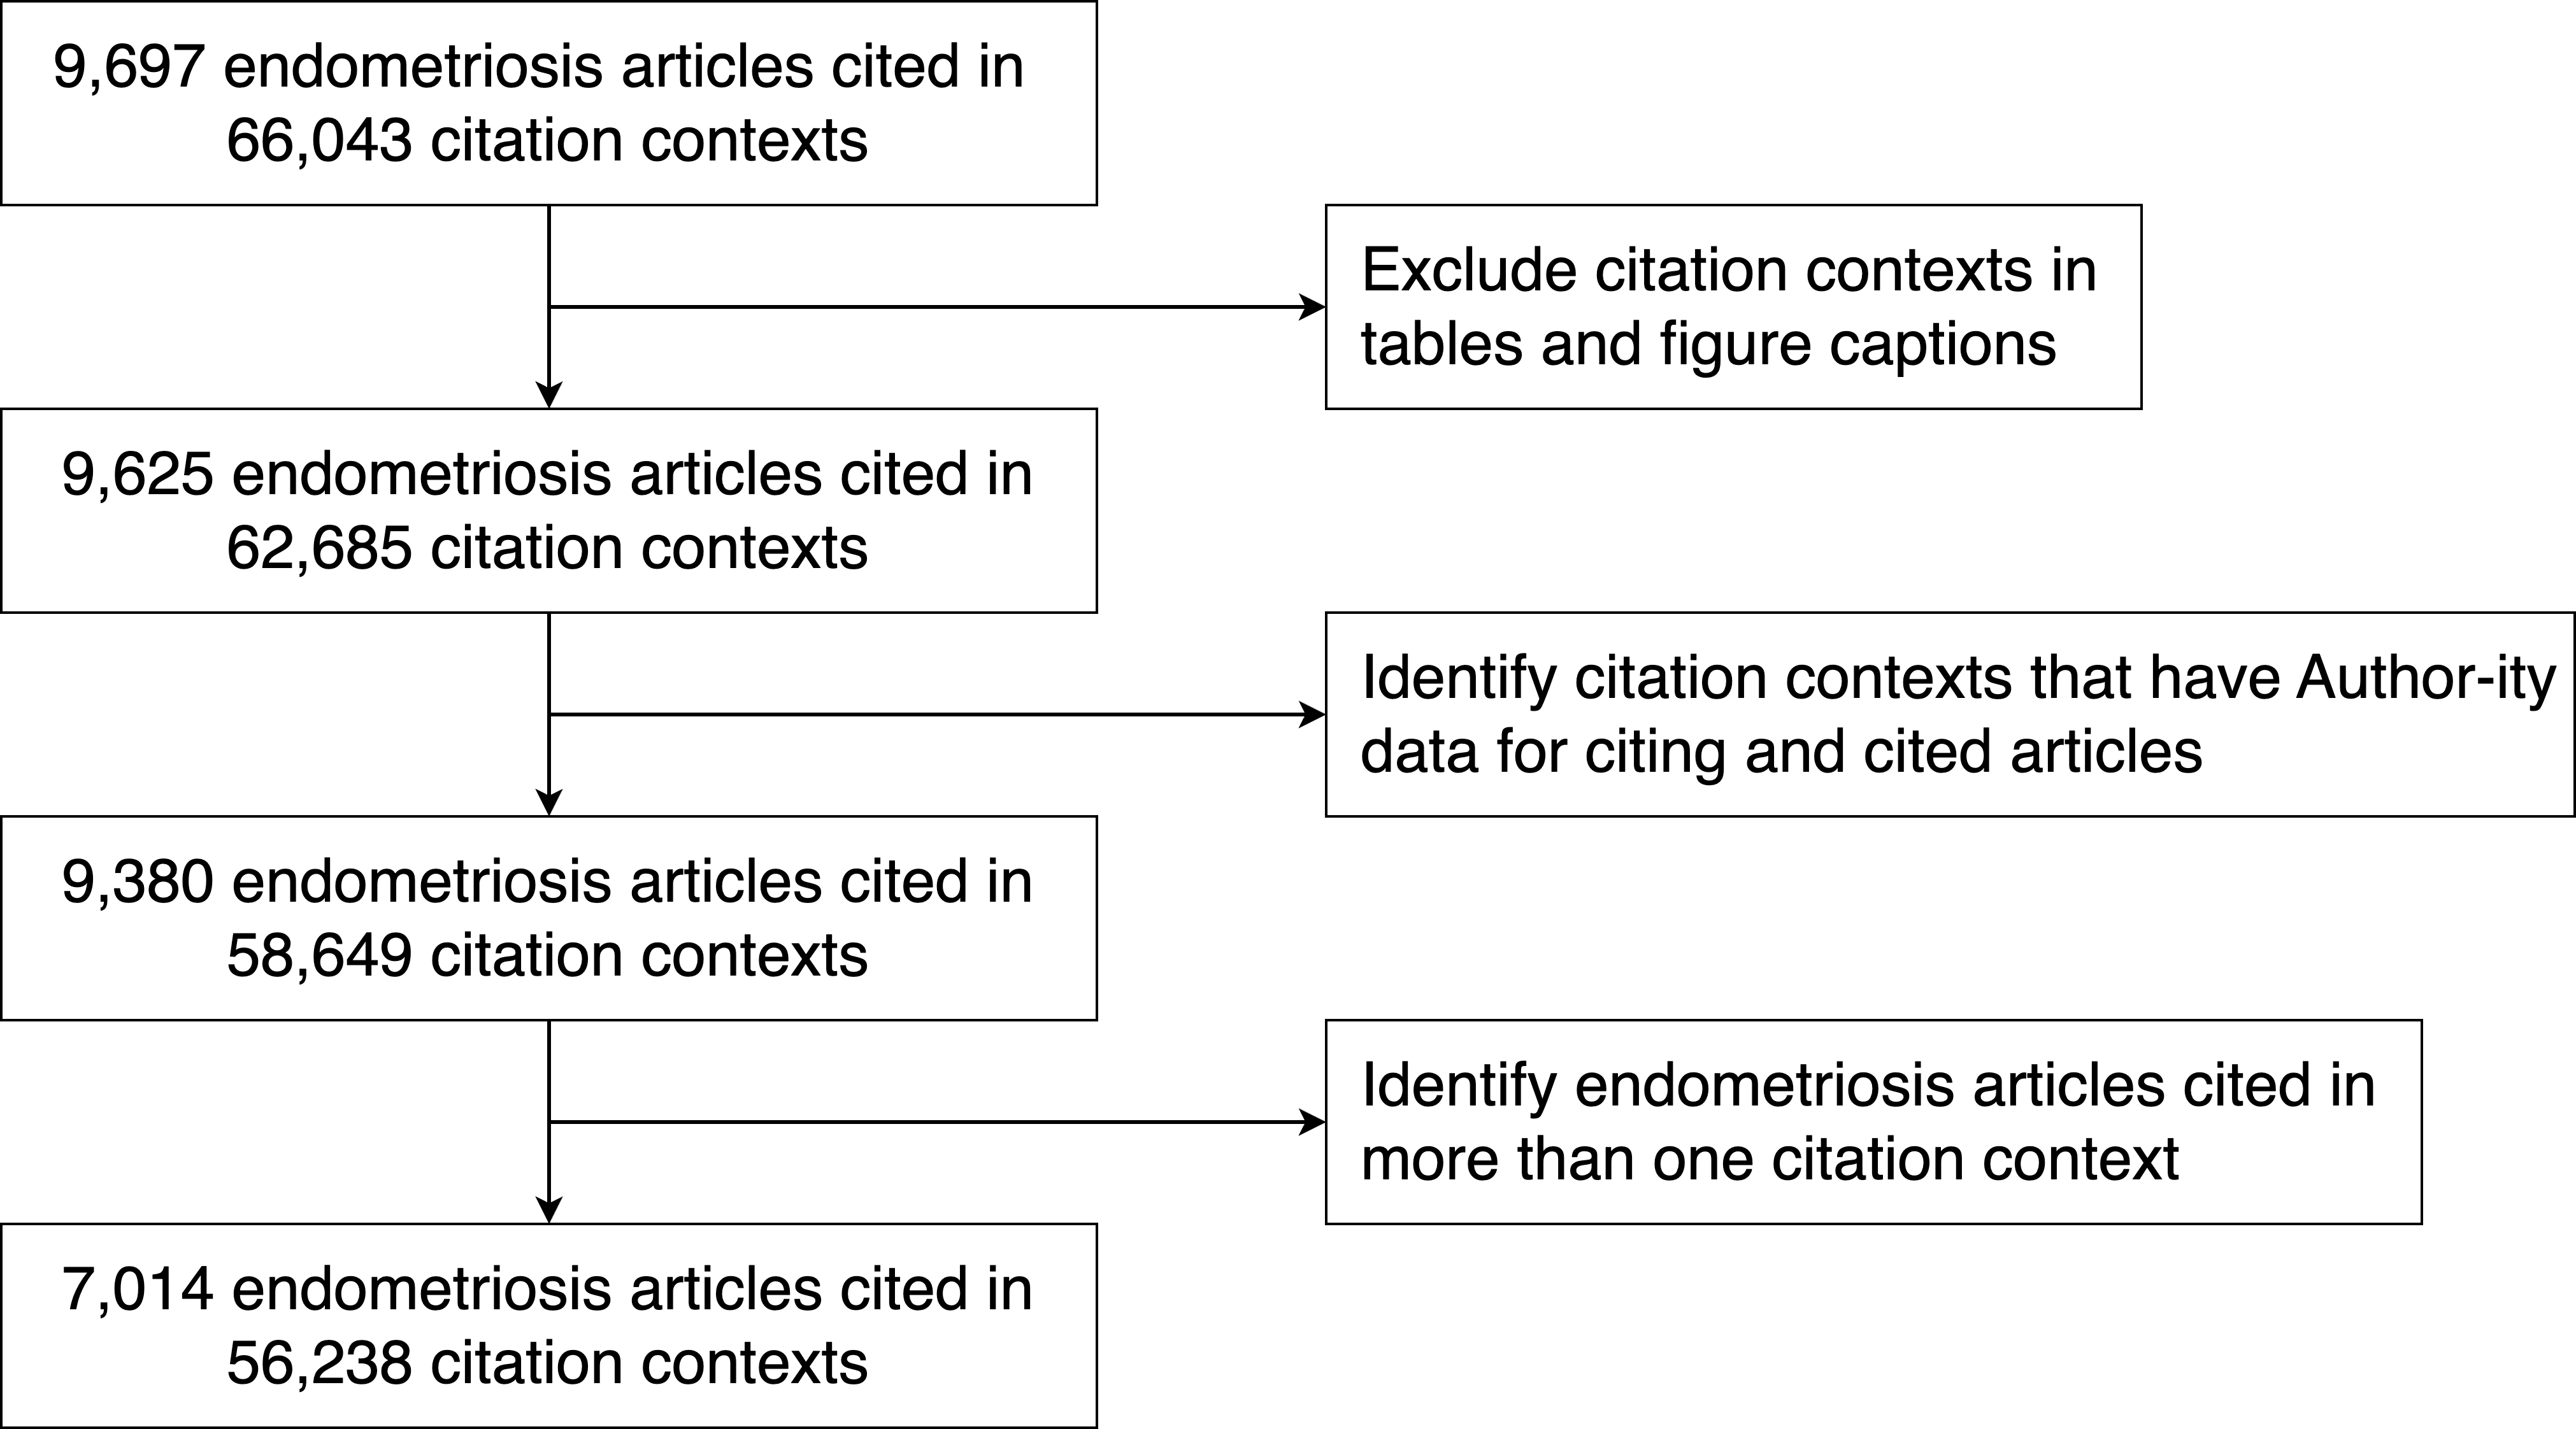 9,697 endometriosis articles cited in
66,043 citation contexts
Exclude citation contexts in
tables and figure captions
9,625 endometriosis articles cited in
62,685 citation contexts
Identify citation contexts that have Author-ity
data for citing and cited articles
9,380 endometriosis articles cited in
58,649 citation contexts
Identify endometriosis articles cited in
more than one citation context
7,014 endometriosis articles cited in
56,238 citation contexts